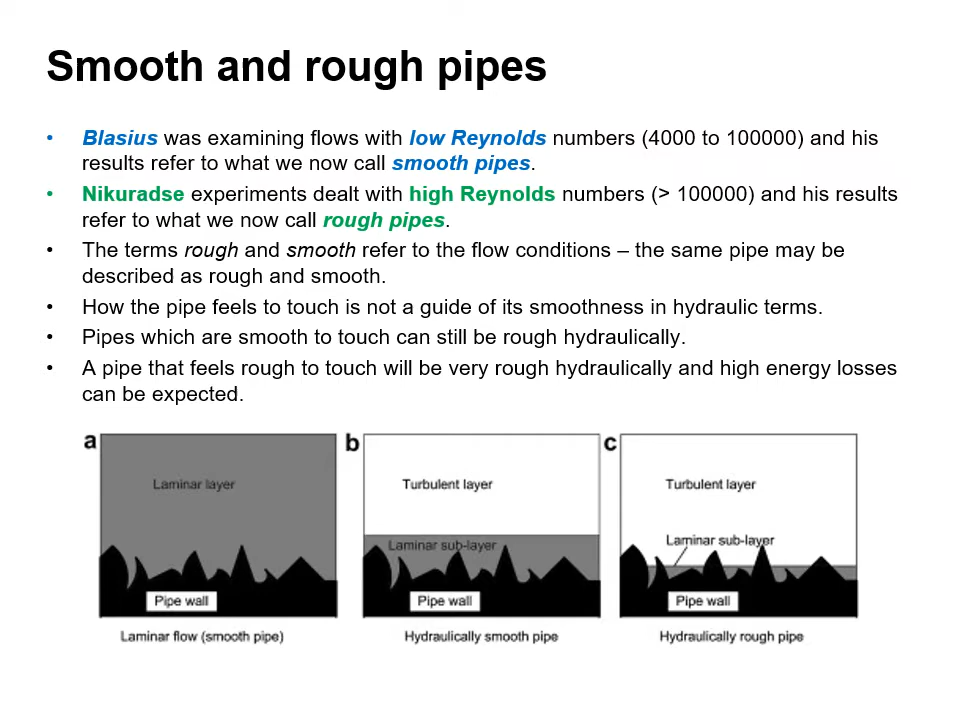 Smooth and rough pipes
• Blasius was examining flows with low Reynolds numbers (4000 to 100000) and his
results refer to what we now call smooth pipes.
• Nikuradse experiments dealt with high Reynolds numbers (> 100000) and his results
refer to what we now call rough pipes.
• The terms rough and smooth refer to the flow conditions – the same pipe may be
described as rough and smooth.
• How the pipe feels to touch is not a guide of its smoothness in hydraulic terms.
• Pipes which are smooth to touch can still be rough hydraulically.
• A pipe that feels rough to touch will be very rough hydraulically and high energy losses
can be expected.
a
Laminar layer
Pipe wall
Laminar flow (smooth pipe)
b
Turbulent layer
Laminar sub-layer
Pipe wall
Hydraulically smooth pipe
c
Turbulent layer
Laminar sub-layer
Pipe wall
Hydraulically rough pipe